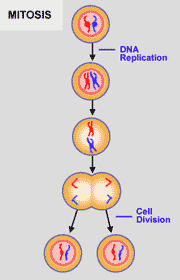 MITOSIS
DNA
Replication
Cell
Division